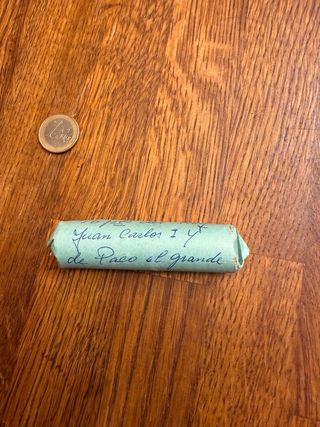 Juan Carlos I y
de Paco el grande